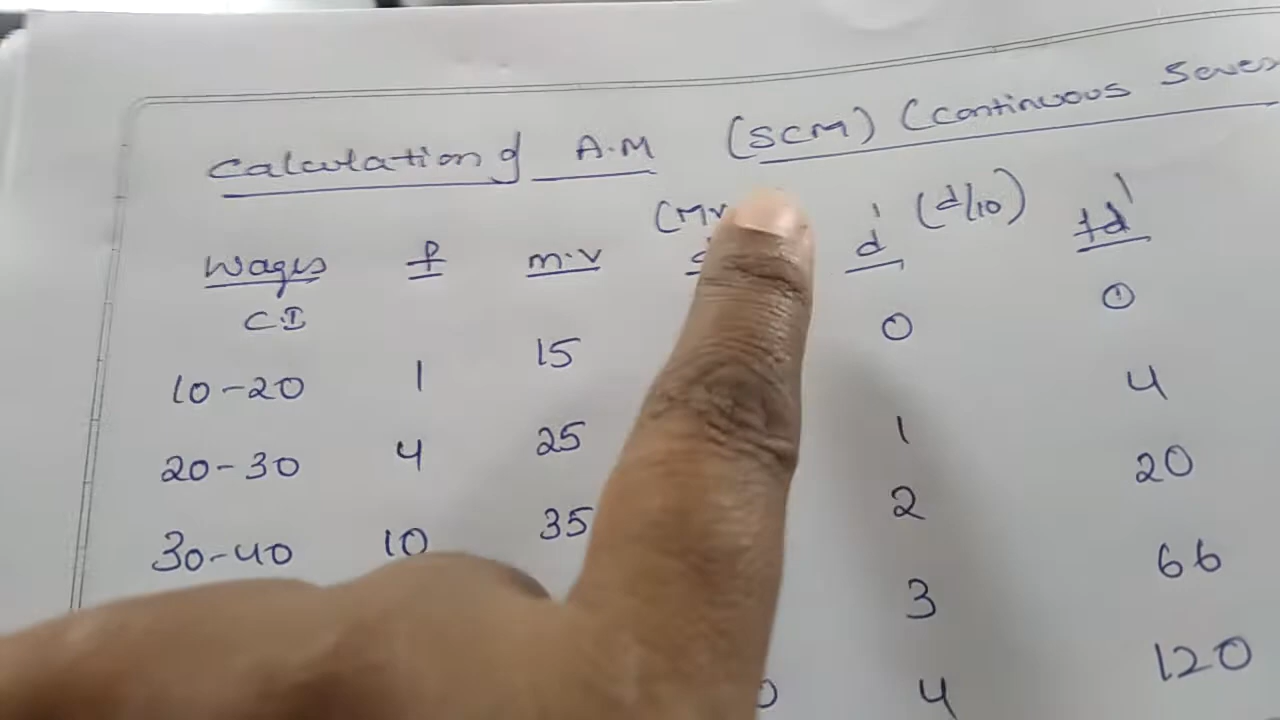 Calculation of A.M (SCM) (Continuous Series
(Mv
Wages f m.v d' (d/10) fd'
C.I
10-20 1 15 0 0
20-30 4 25 1 4
30-40 10 35 2 20
3 66
4 120